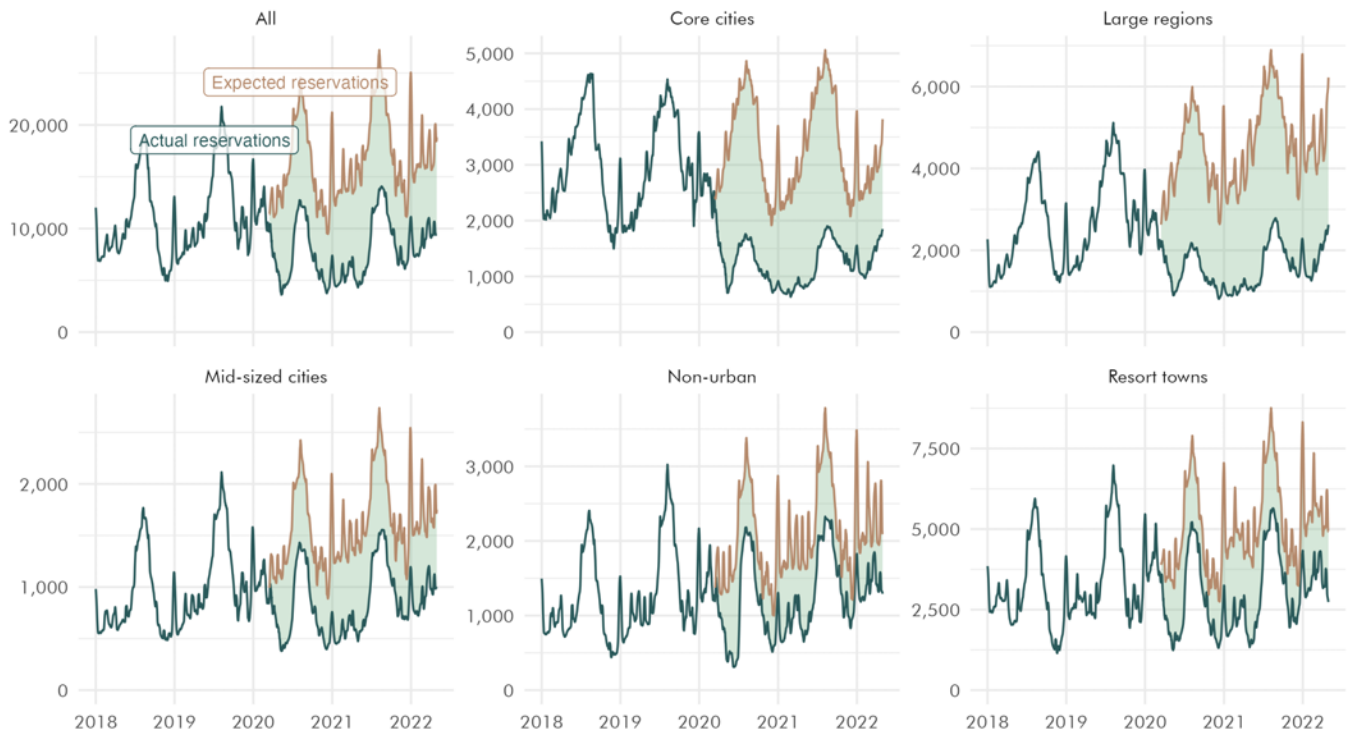 All
Core cities
Large regions
Expected reservations
Actual reservations
20,000
10,000
0
5,000
4,000
3,000
2,000
1,000
0
6,000
4,000
2,000
0
Mid-sized cities
Non-urban
Resort towns
2,000
1,000
0
3,000
2,000
1,000
0
7,500
5,000
2,500
0
2018 2019 2020 2021 2022
2018 2019 2020 2021 2022
2018 2019 2020 2021 2022